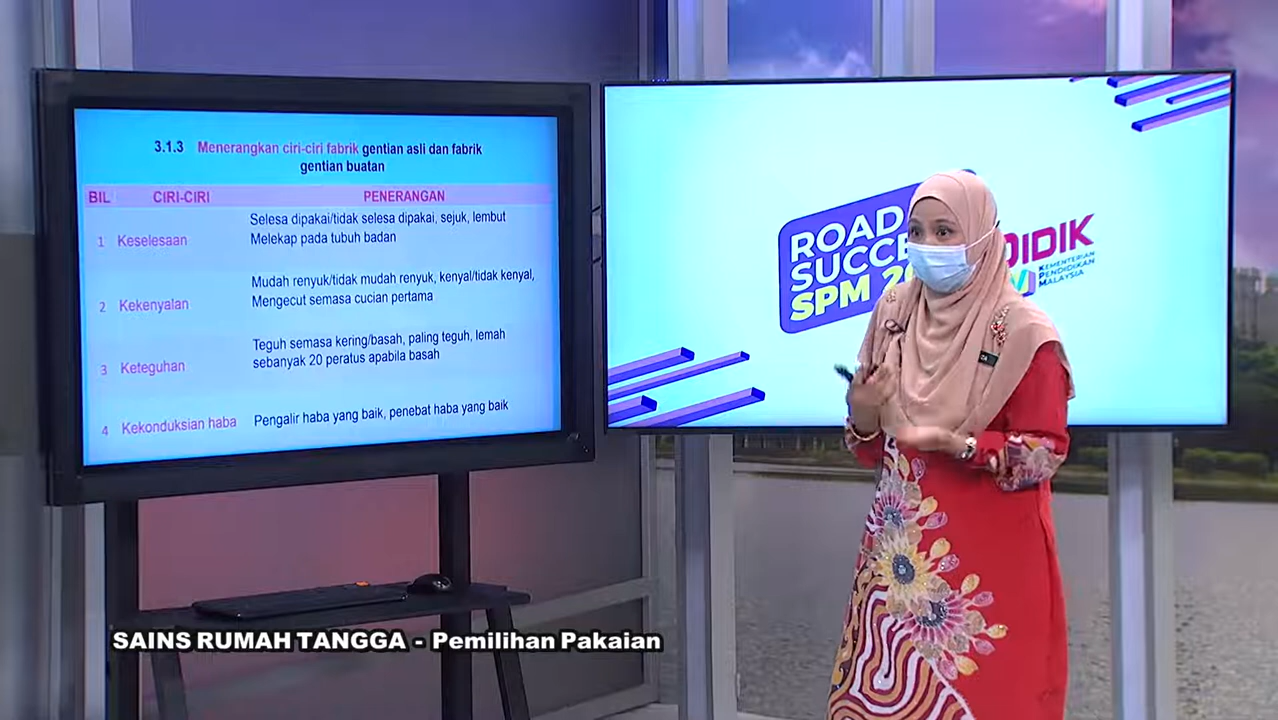 3.1.3 Menerangkan ciri-ciri fabrik gentian asli dan fabrik
gentian buatan
BIL CIRI-CIRI PENERANGAN
1 Keselesaan Selesa dipakai/tidak selesa dipakai, sejuk, lembut
Melekap pada tubuh badan
2 Kekenyalan Mudah renyuk/tidak mudah renyuk, kenyal/tidak kenyal,
Mengecut semasa cucian pertama
3 Keteguhan Teguh semasa kering/basah, paling teguh, lemah
sebanyak 20 peratus apabila basah
4 Kekonduksian haba Pengalir haba yang baik, penebat haba yang baik
ROAD
SUCCE
SPM 20
DIDIK
KEMENTERIAN
PENDIDIKAN
MALAYSIA
SAINS RUMAH TANGGA - Pemilihan Pakaian